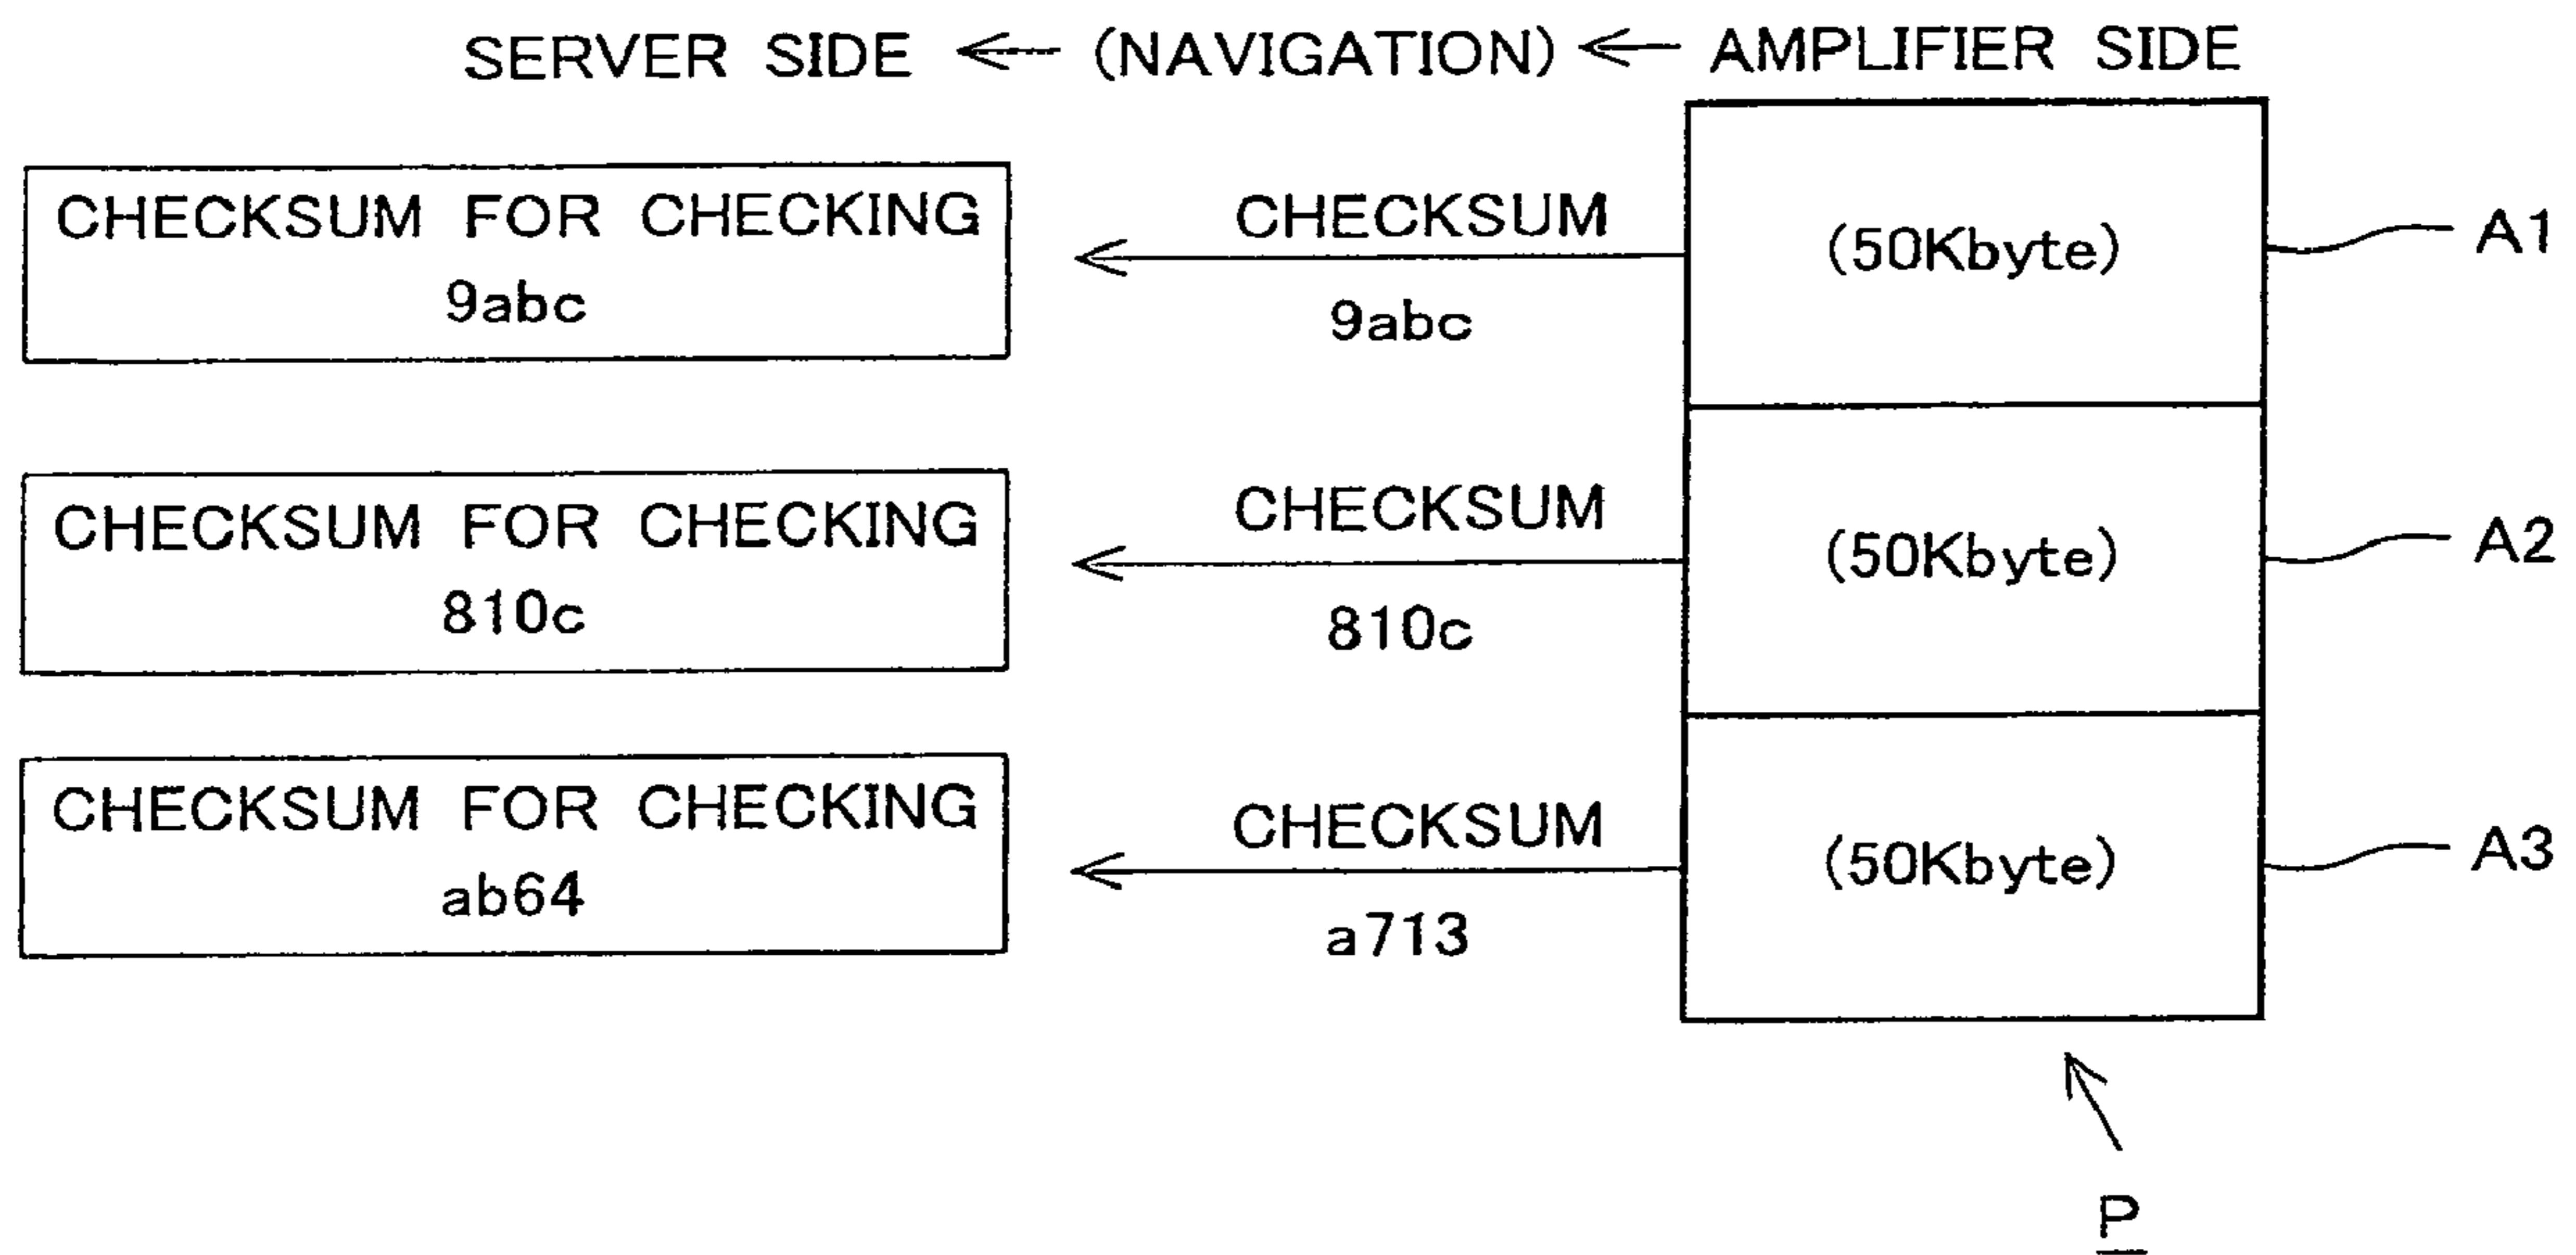 SERVER SIDE ← (NAVIGATION) ← AMPLIFIER SIDE
CHECKSUM FOR CHECKING
9abc
CHECKSUM
9abc
(50Kbyte)
A1
CHECKSUM FOR CHECKING
810c
CHECKSUM
810c
(50Kbyte)
A2
CHECKSUM FOR CHECKING
ab64
CHECKSUM
a713
(50Kbyte)
A3
P